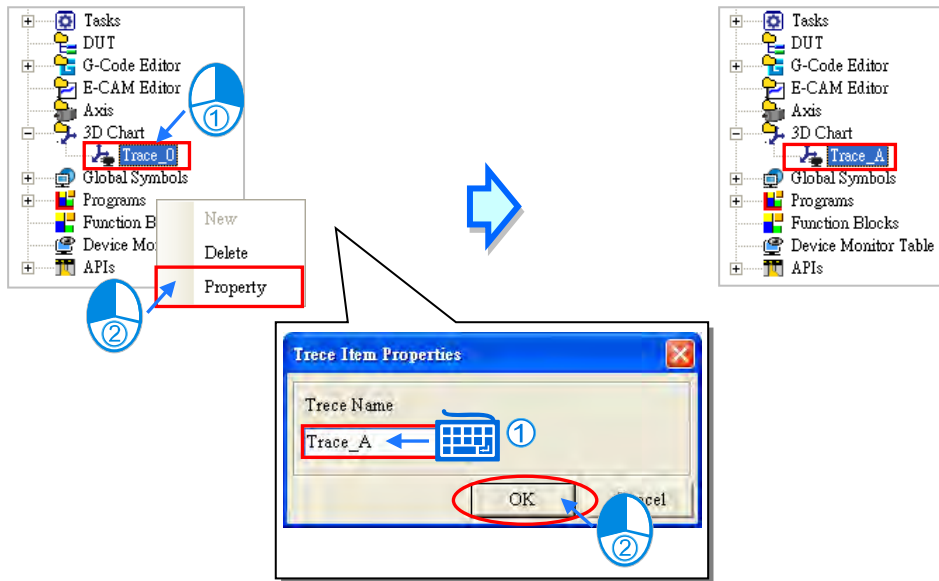 Tasks
DUT
G-Code Editor
E-CAM Editor
Axis
3D Chart
Trace_0
Global Symbols
Programs
Function B
Device Mo
APIs
①
New
Delete
Property
②
Tasks
DUT
G-Code Editor
E-CAM Editor
Axis
3D Chart
Trace_A
Global Symbols
Programs
Function Blocks
Device Monitor Table
APIs
Trece Item Properties
Trece Name
Trace_A ①
OK cel
②